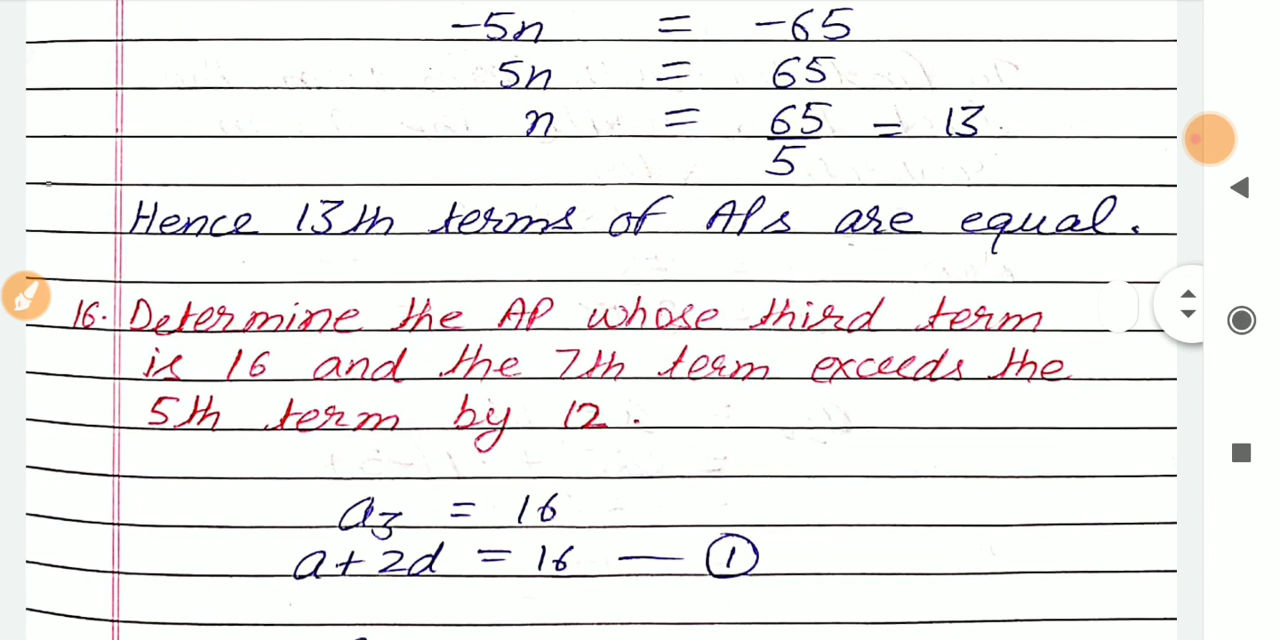 -5n = -65
5n = 65
n = 65/5 = 13
Hence 13th terms of APs are equal.
16. Determine the AP whose third term
is 16 and the 7th term exceeds the
5th term by 12.
a₃ = 16
a + 2d = 16 — ①